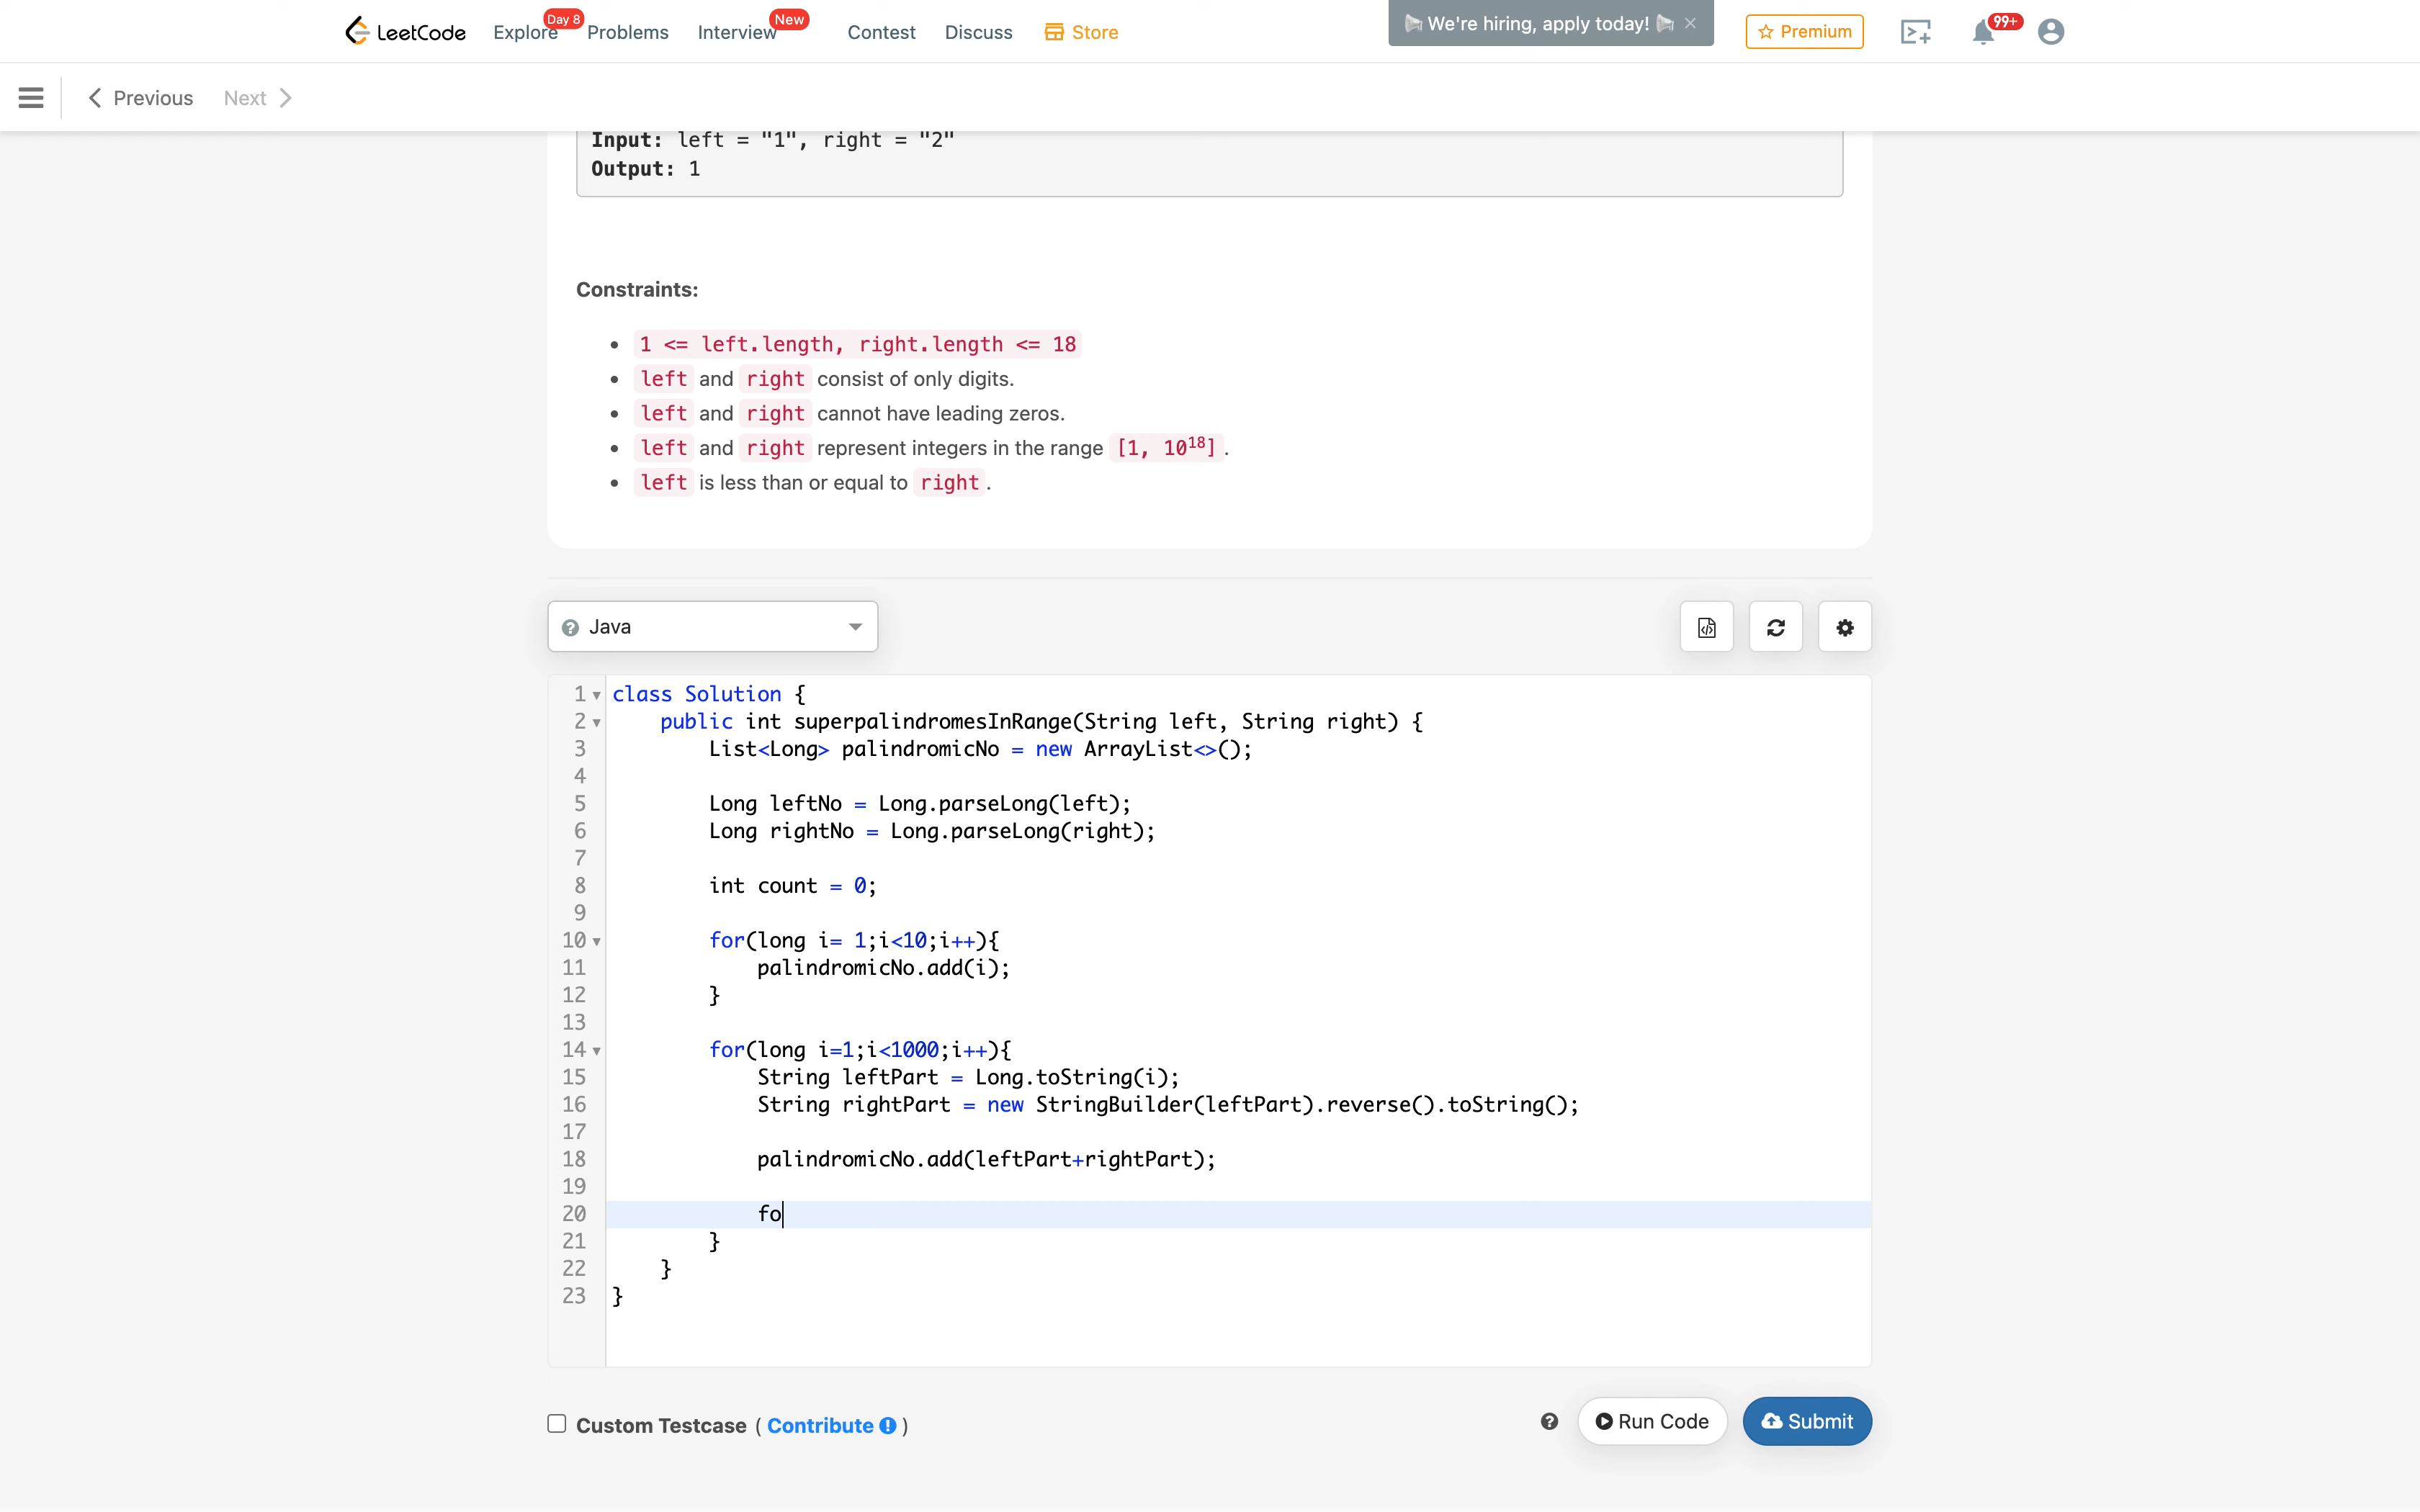 LeetCode Explore Day 8 Problems Interview New Contest Discuss Store We're hiring, apply today! Premium 99+
Previous Next
Input: left = "1", right = "2"
Output: 1
Constraints:
1 <= left.length, right.length <= 18
left and right consist of only digits.
left and right cannot have leading zeros.
left and right represent integers in the range [1, 10¹⁸].
left is less than or equal to right.
Java
1 class Solution {
2 public int superpalindromesInRange(String left, String right) {
3 List<Long> palindromicNo = new ArrayList<>();
4
5 Long leftNo = Long.parseLong(left);
6 Long rightNo = Long.parseLong(right);
7
8 int count = 0;
9
10 for(long i= 1;i<10;i++){
11 palindromicNo.add(i);
12 }
13
14 for(long i=1;i<1000;i++){
15 String leftPart = Long.toString(i);
16 String rightPart = new StringBuilder(leftPart).reverse().toString();
17
18 palindromicNo.add(leftPart+rightPart);
19
20 fo
21 }
22 }
23 }
Custom Testcase ( Contribute ) Run Code Submit